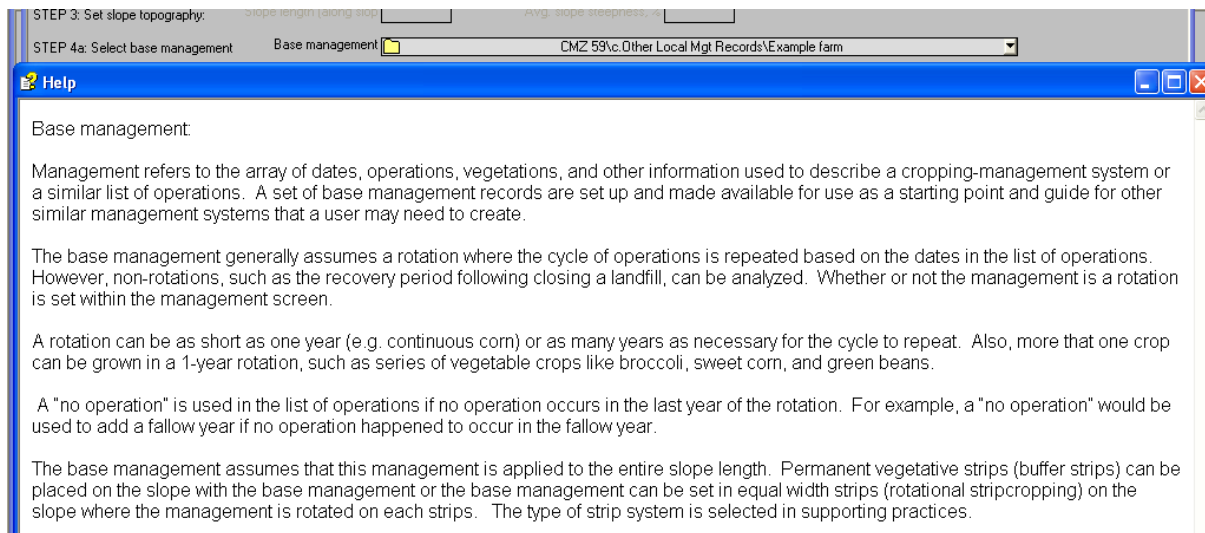 STEP 3: Set slope topography: Slope length (along slop Avg. slope steepness, %
STEP 4a: Select base management Base management CMZ 59\c.Other Local Mgt Records\Example farm
Help
Base management:
Management refers to the array of dates, operations, vegetations, and other information used to describe a cropping-management system or
a similar list of operations. A set of base management records are set up and made available for use as a starting point and guide for other
similar management systems that a user may need to create.
The base management generally assumes a rotation where the cycle of operations is repeated based on the dates in the list of operations.
However, non-rotations, such as the recovery period following closing a landfill, can be analyzed. Whether or not the management is a rotation
is set within the management screen.
A rotation can be as short as one year (e.g. continuous corn) or as many years as necessary for the cycle to repeat. Also, more that one crop
can be grown in a 1-year rotation, such as series of vegetable crops like broccoli, sweet corn, and green beans.
A "no operation" is used in the list of operations if no operation occurs in the last year of the rotation. For example, a "no operation" would be
used to add a fallow year if no operation happened to occur in the fallow year.
The base management assumes that this management is applied to the entire slope length. Permanent vegetative strips (buffer strips) can be
placed on the slope with the base management or the base management can be set in equal width strips (rotational stripcropping) on the
slope where the management is rotated on each strips. The type of strip system is selected in supporting practices.